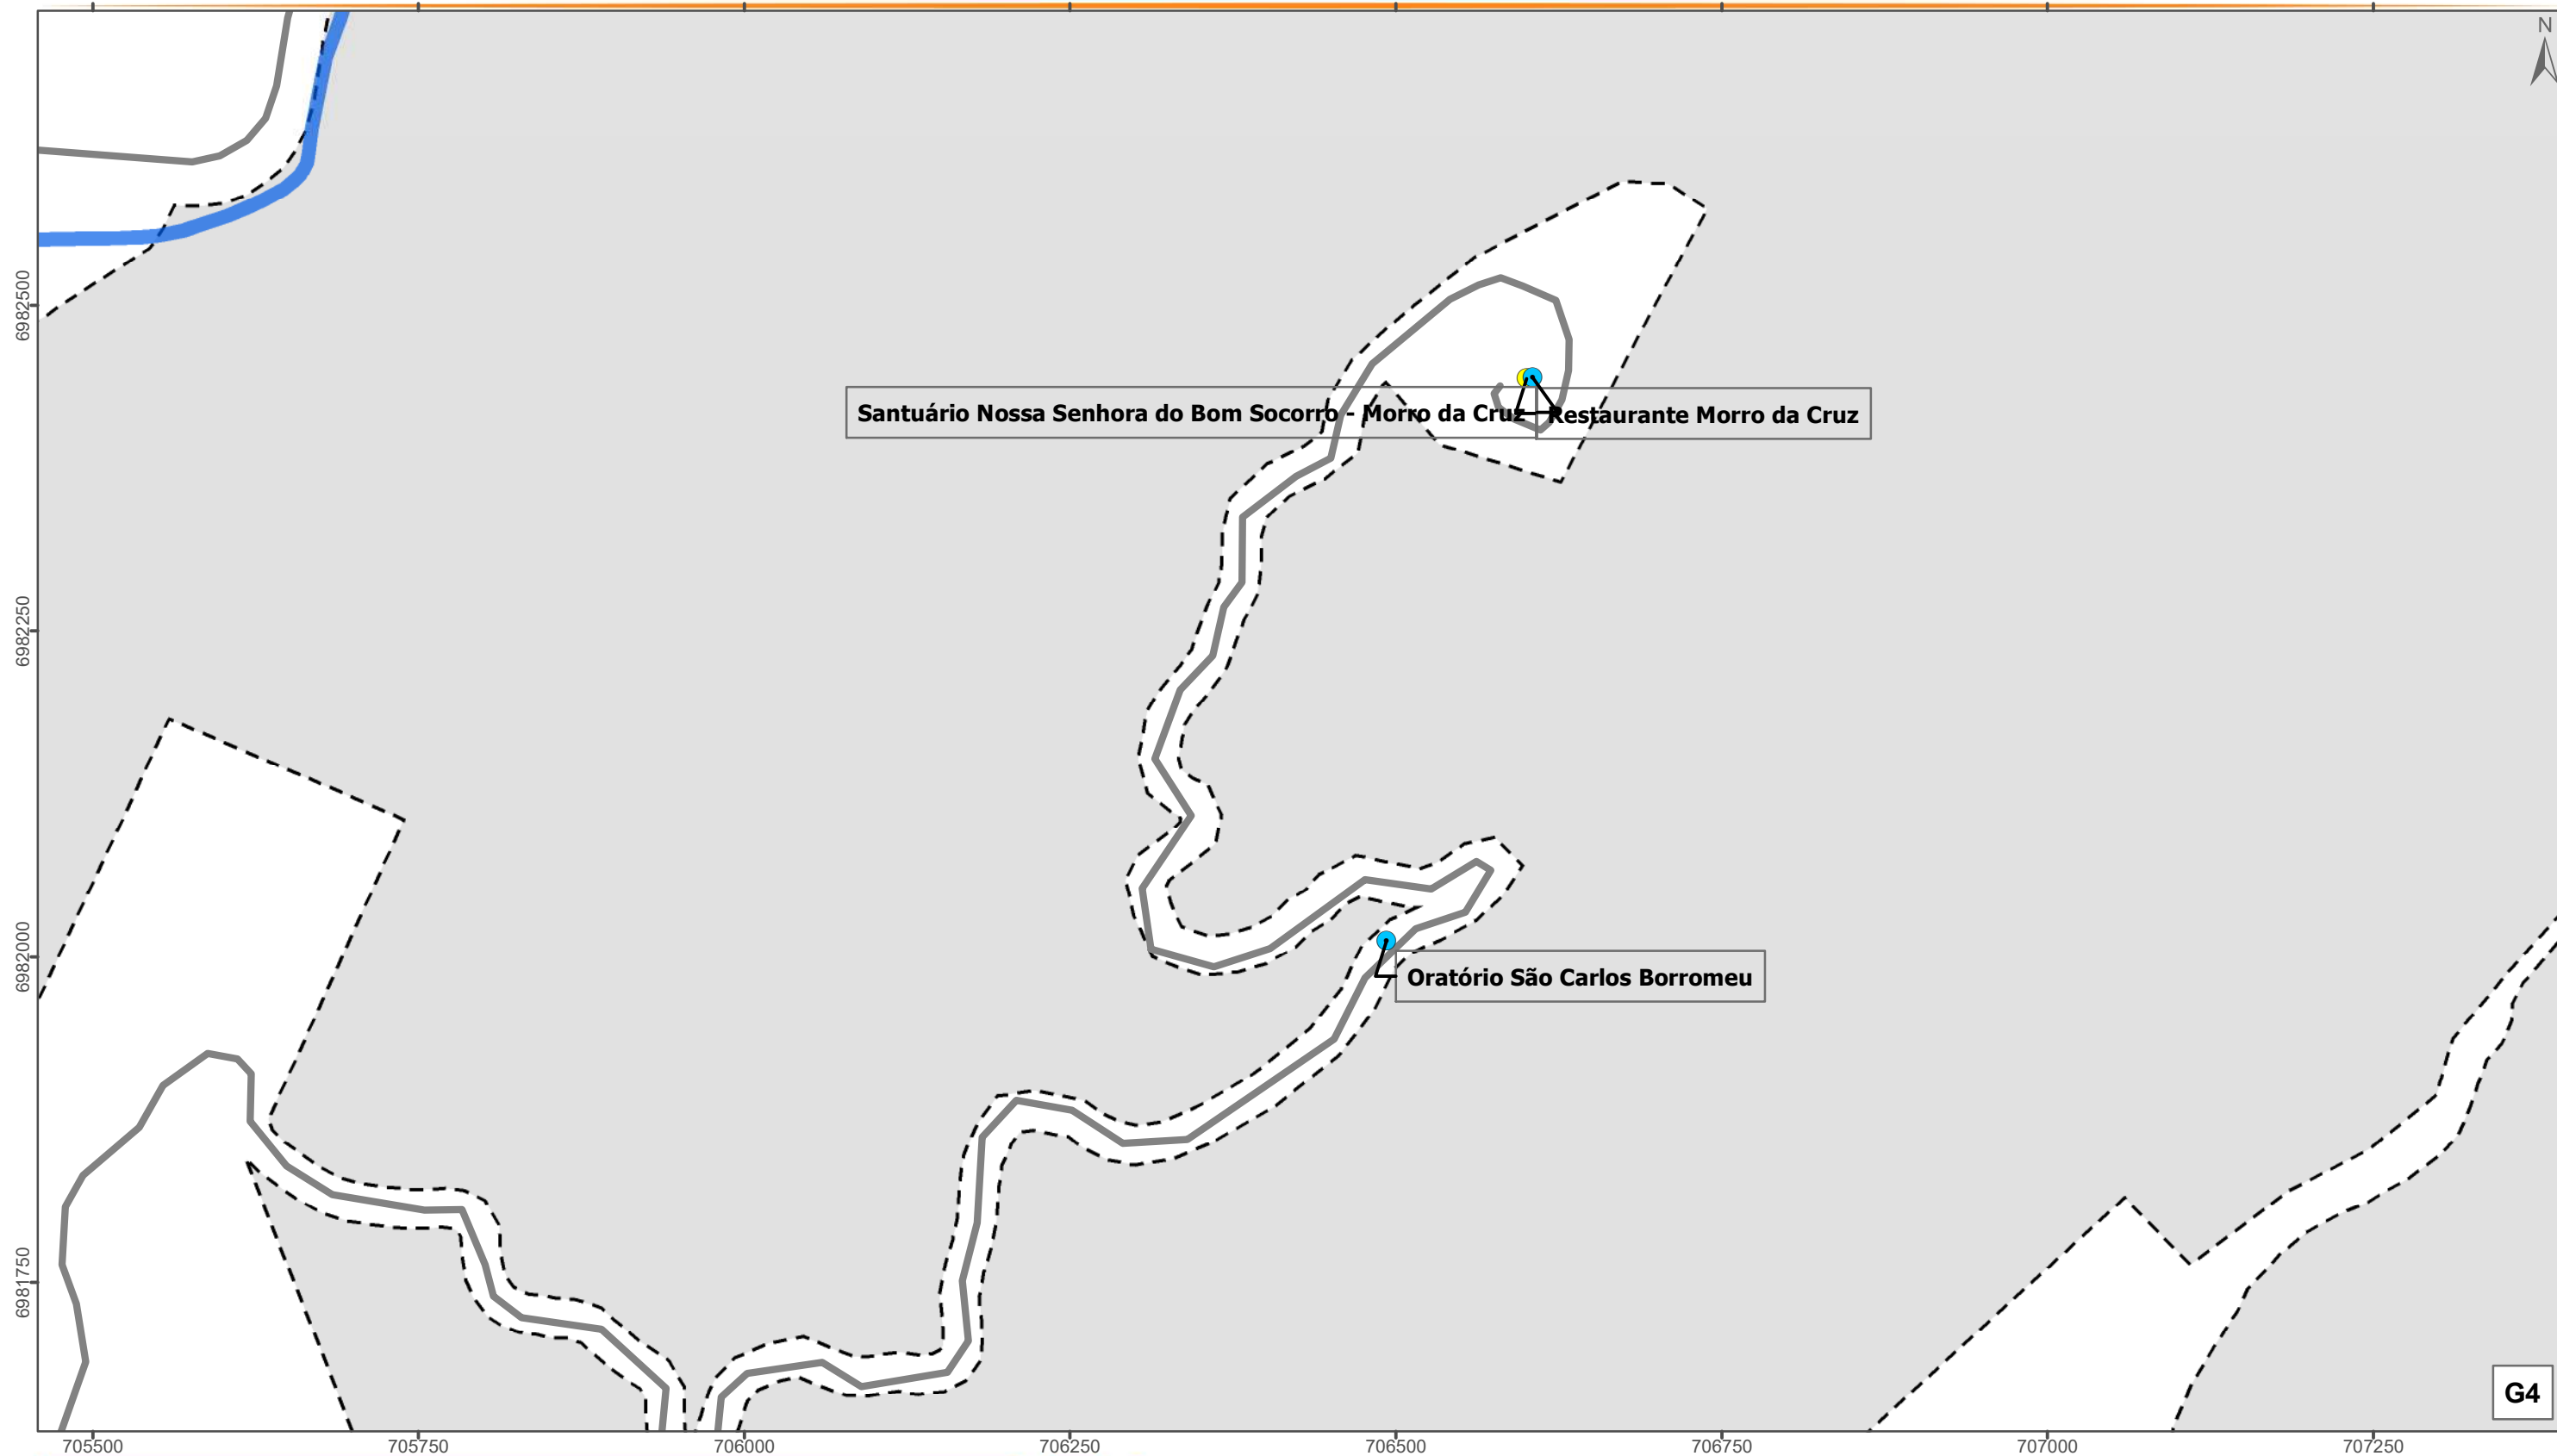 N
6982500
Santuário Nossa Senhora do Bom Socorro - Morro da Cruz
Restaurante Morro da Cruz
6982250
6982000
Oratório São Carlos Borromeu
6981750
G4
705500
705750
706000
706250
706500
706750
707000
707250